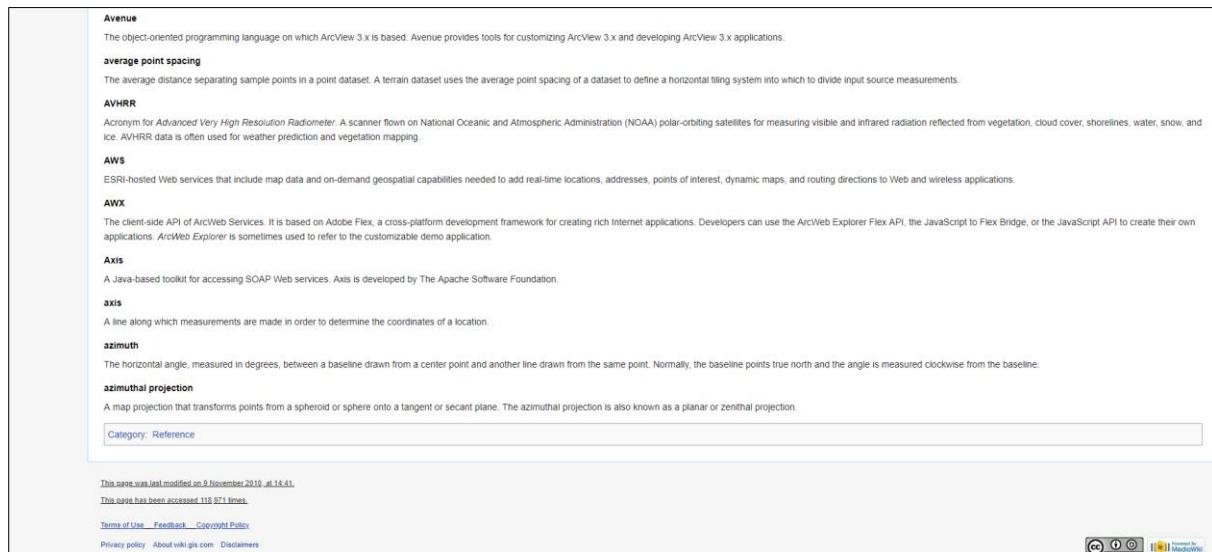 Avenue
The object-oriented programming language on which ArcView 3.x is based. Avenue provides tools for customizing ArcView 3.x and developing ArcView 3.x applications.
average point spacing
The average distance separating sample points in a point dataset. A terrain dataset uses the average point spacing of a dataset to define a horizontal tiling system into which to divide input source measurements.
AVHRR
Acronym for Advanced Very High Resolution Radiometer. A scanner flown on National Oceanic and Atmospheric Administration (NOAA) polar-orbiting satellites for measuring visible and infrared radiation reflected from vegetation, cloud cover, shorelines, water, snow, and
ice. AVHRR data is often used for weather prediction and vegetation mapping.
AWS
ESRI-hosted Web services that include map data and on-demand geospatial capabilities needed to add real-time locations, addresses, points of interest, dynamic maps, and routing directions to Web and wireless applications.
AWX
The client-side API of ArcWeb Services. It is based on Adobe Flex, a cross-platform development framework for creating rich Internet applications. Developers can use the ArcWeb Explorer Flex API, the JavaScript to Flex Bridge, or the JavaScript API to create their own
applications. ArcWeb Explorer is sometimes used to refer to the customizable demo application.
Axis
A Java-based toolkit for accessing SOAP Web services. Axis is developed by The Apache Software Foundation.
axis
A line along which measurements are made in order to determine the coordinates of a location.
azimuth
The horizontal angle, measured in degrees, between a baseline drawn from a center point and another line drawn from the same point. Normally, the baseline points true north and the angle is measured clockwise from the baseline.
azimuthal projection
A map projection that transforms points from a spheroid or sphere onto a tangent or secant plane. The azimuthal projection is also known as a planar or zenithal projection.
Category: Reference
This page was last modified on 9 November 2010, at 14:41.
This page has been accessed 118,971 times.
Terms of Use Feedback Copyright Policy
Privacy policy About wiki.gis.com Disclaimers
cc
Powered By
MediaWiki